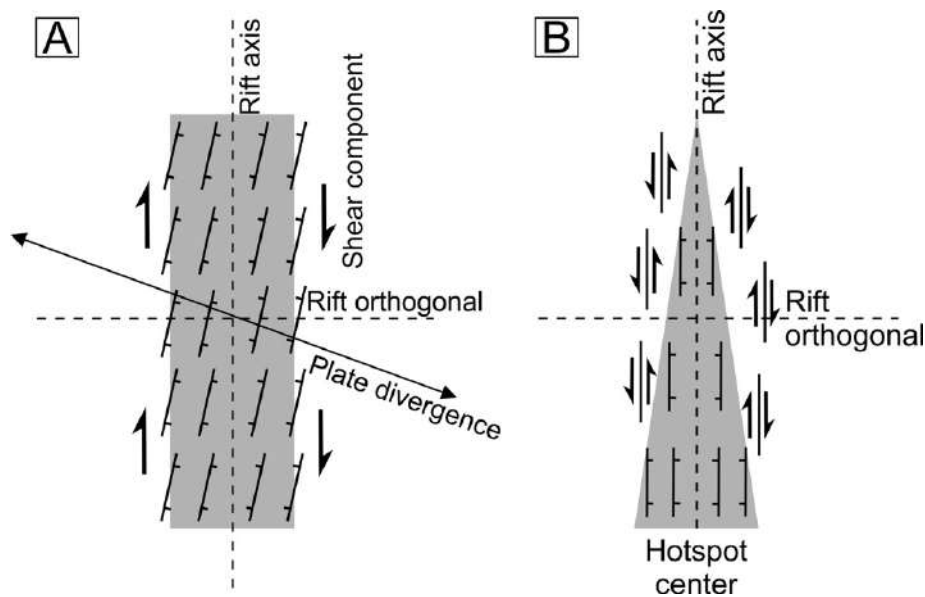 A
Rift axis
Shear component
Rift orthogonal
Plate divergence
B
Rift axis
Rift
orthogonal
Hotspot
center